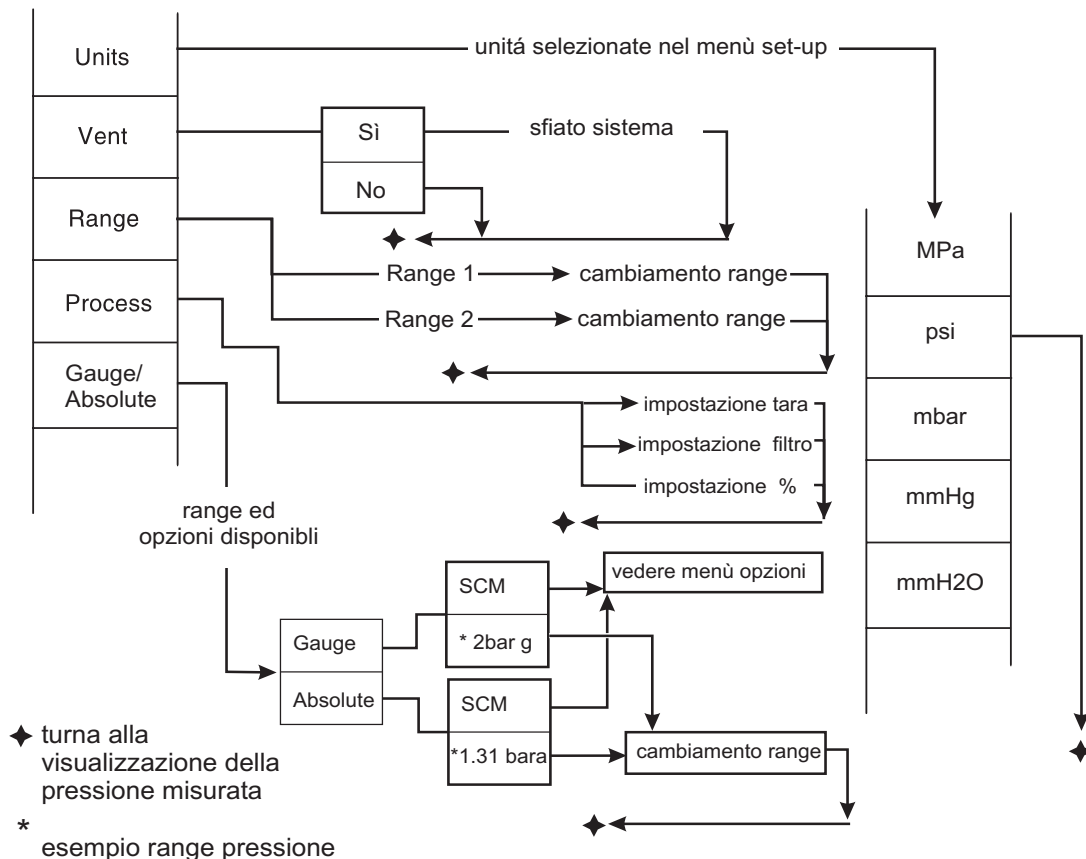 Units
unitá selezionate nel menù set-up
Vent
Sì
sfiato sistema
No
Range
Range 1
cambiamento range
Range 2
cambiamento range
Process
Gauge/
Absolute
impostazione tara
impostazione filtro
impostazione %
MPa
psi
mbar
mmHg
mmH2O
range ed
opzioni disponibli
Gauge
Absolute
SCM
* 2bar g
SCM
*1.31 bara
vedere menù opzioni
cambiamento range
✦ turna alla
visualizzazione della
pressione misurata
*
esempio range pressione